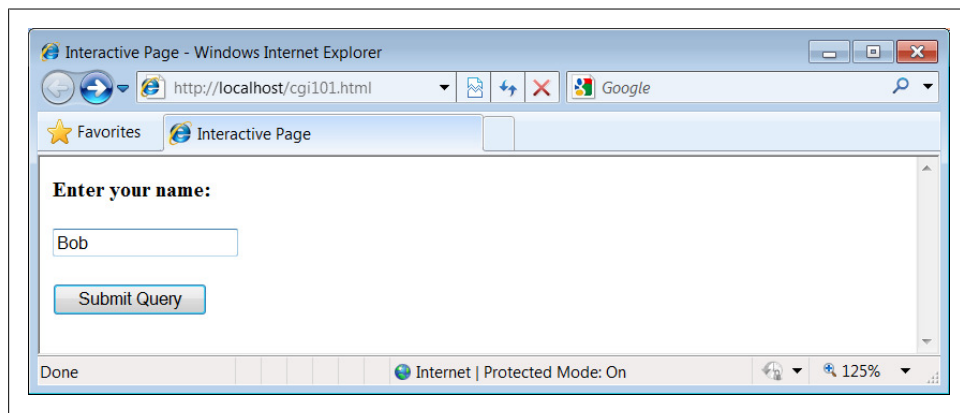 Interactive Page - Windows Internet Explorer
http://localhost/cgi101.html
Google
Favorites
Interactive Page
Enter your name:
Bob
Submit Query
Done
Internet | Protected Mode: On
125%